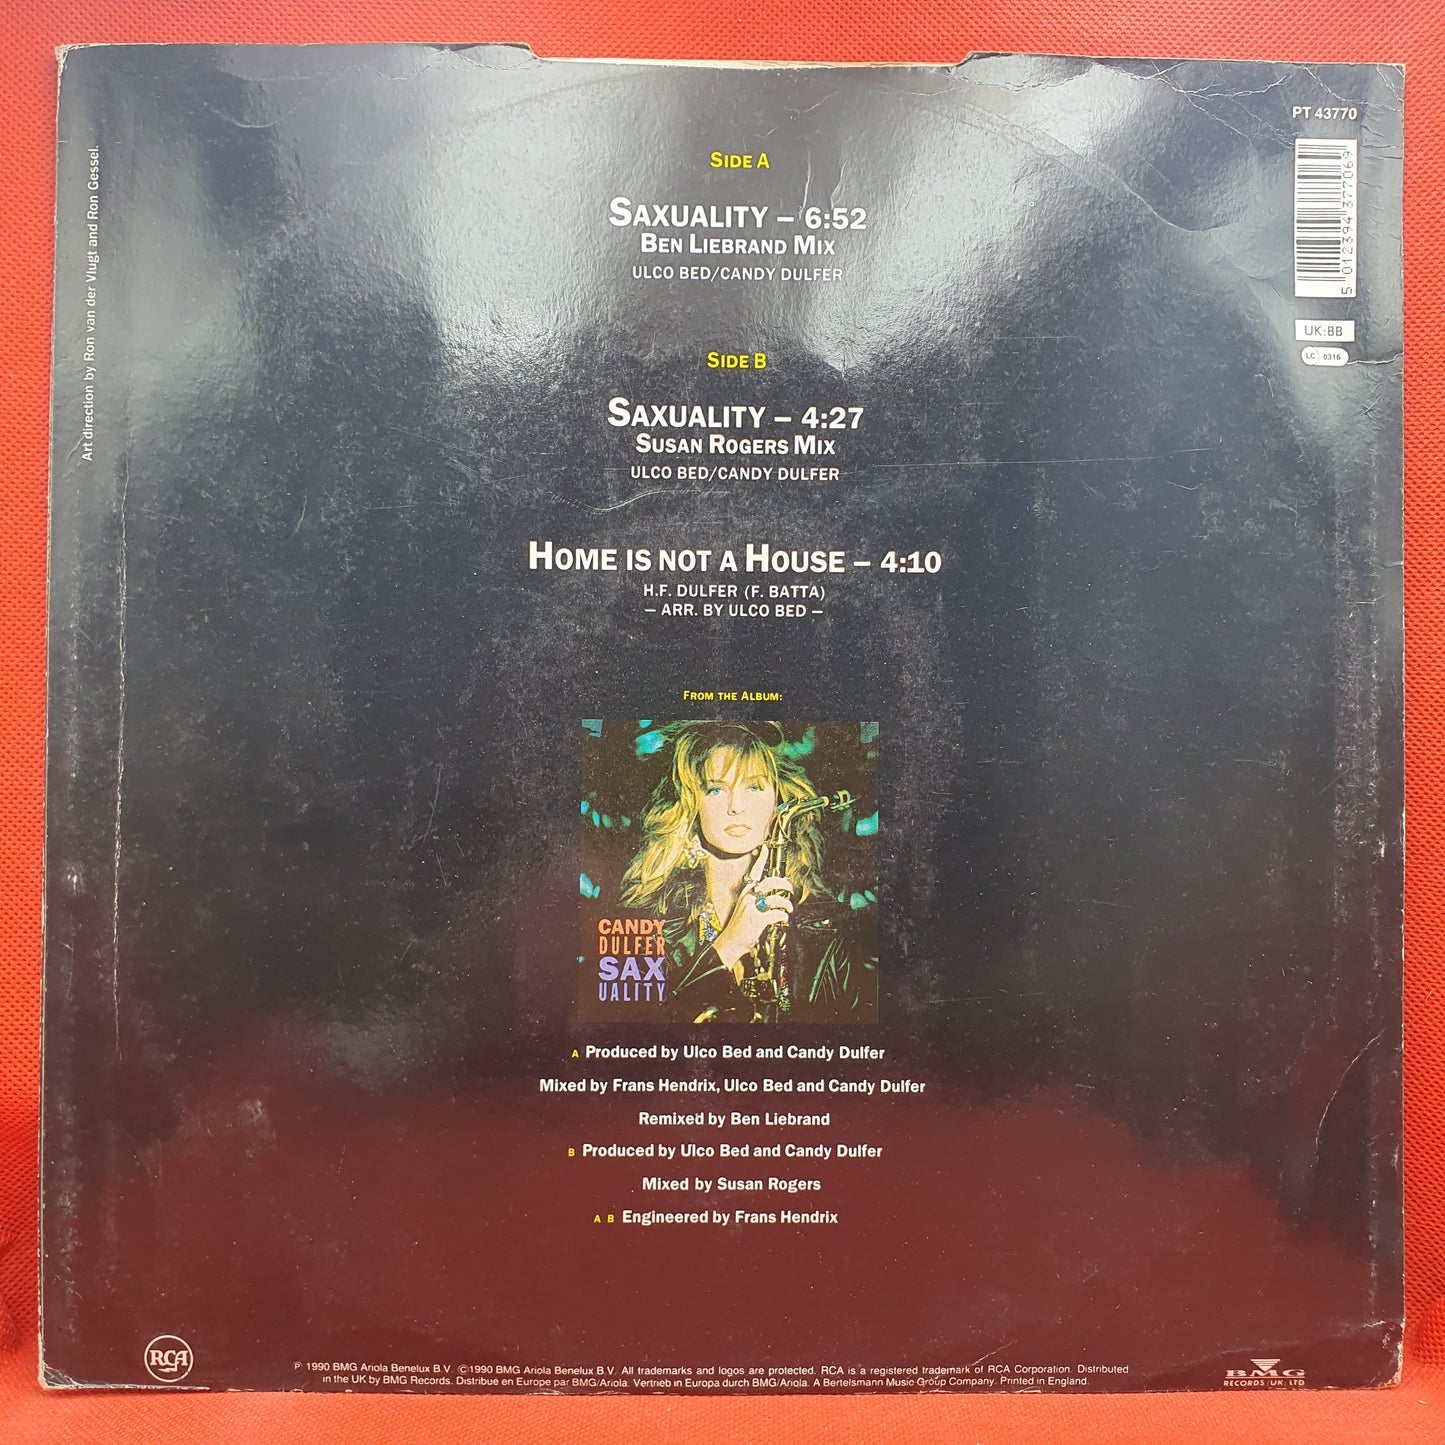 PT 43770
5 012394 377069
UK:BB
LC 0316
Art direction by Ron van der Vlugt and Ron Gessel.
SIDE A
SAXUALITY – 6:52
BEN LIEBRAND MIX
ULCO BED/CANDY DULFER
SIDE B
SAXUALITY – 4:27
SUSAN ROGERS MIX
ULCO BED/CANDY DULFER
HOME IS NOT A HOUSE – 4:10
H.F. DULFER (F. BATTA)
– ARR. BY ULCO BED –
FROM THE ALBUM:
CANDY
DULFER
SAX
UALITY
A Produced by Ulco Bed and Candy Dulfer
Mixed by Frans Hendrix, Ulco Bed and Candy Dulfer
Remixed by Ben Liebrand
B Produced by Ulco Bed and Candy Dulfer
Mixed by Susan Rogers
A B Engineered by Frans Hendrix
RCA
℗ 1990 BMG Ariola Benelux B.V. ©1990 BMG Ariola Benelux B.V. All trademarks and logos are protected. RCA is a registered trademark of RCA Corporation. Distributed
in the UK by BMG Records. Distribué en Europe par BMG/Ariola. Vertrieb in Europa durch BMG/Ariola. A Bertelsmann Music Group Company. Printed in England.
BMG
RECORDS (UK) LTD